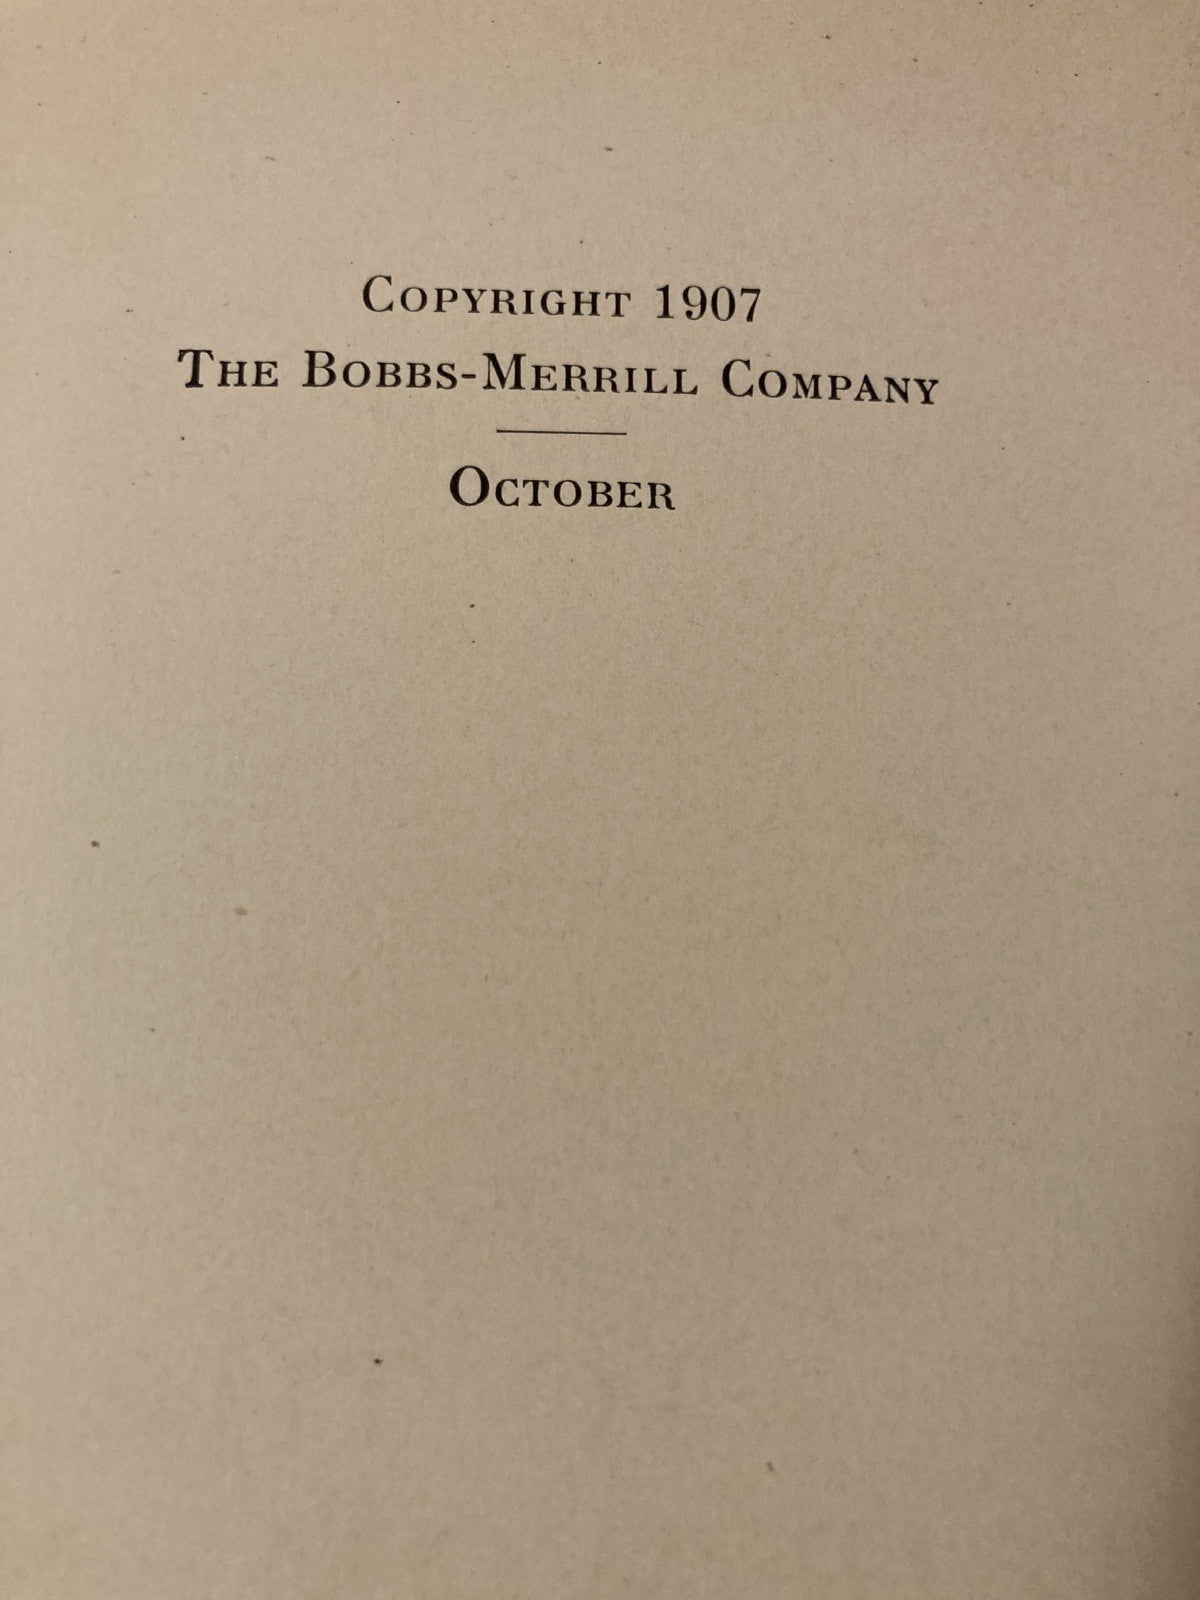 Copyright 1907
The Bobbs-Merrill Company
October